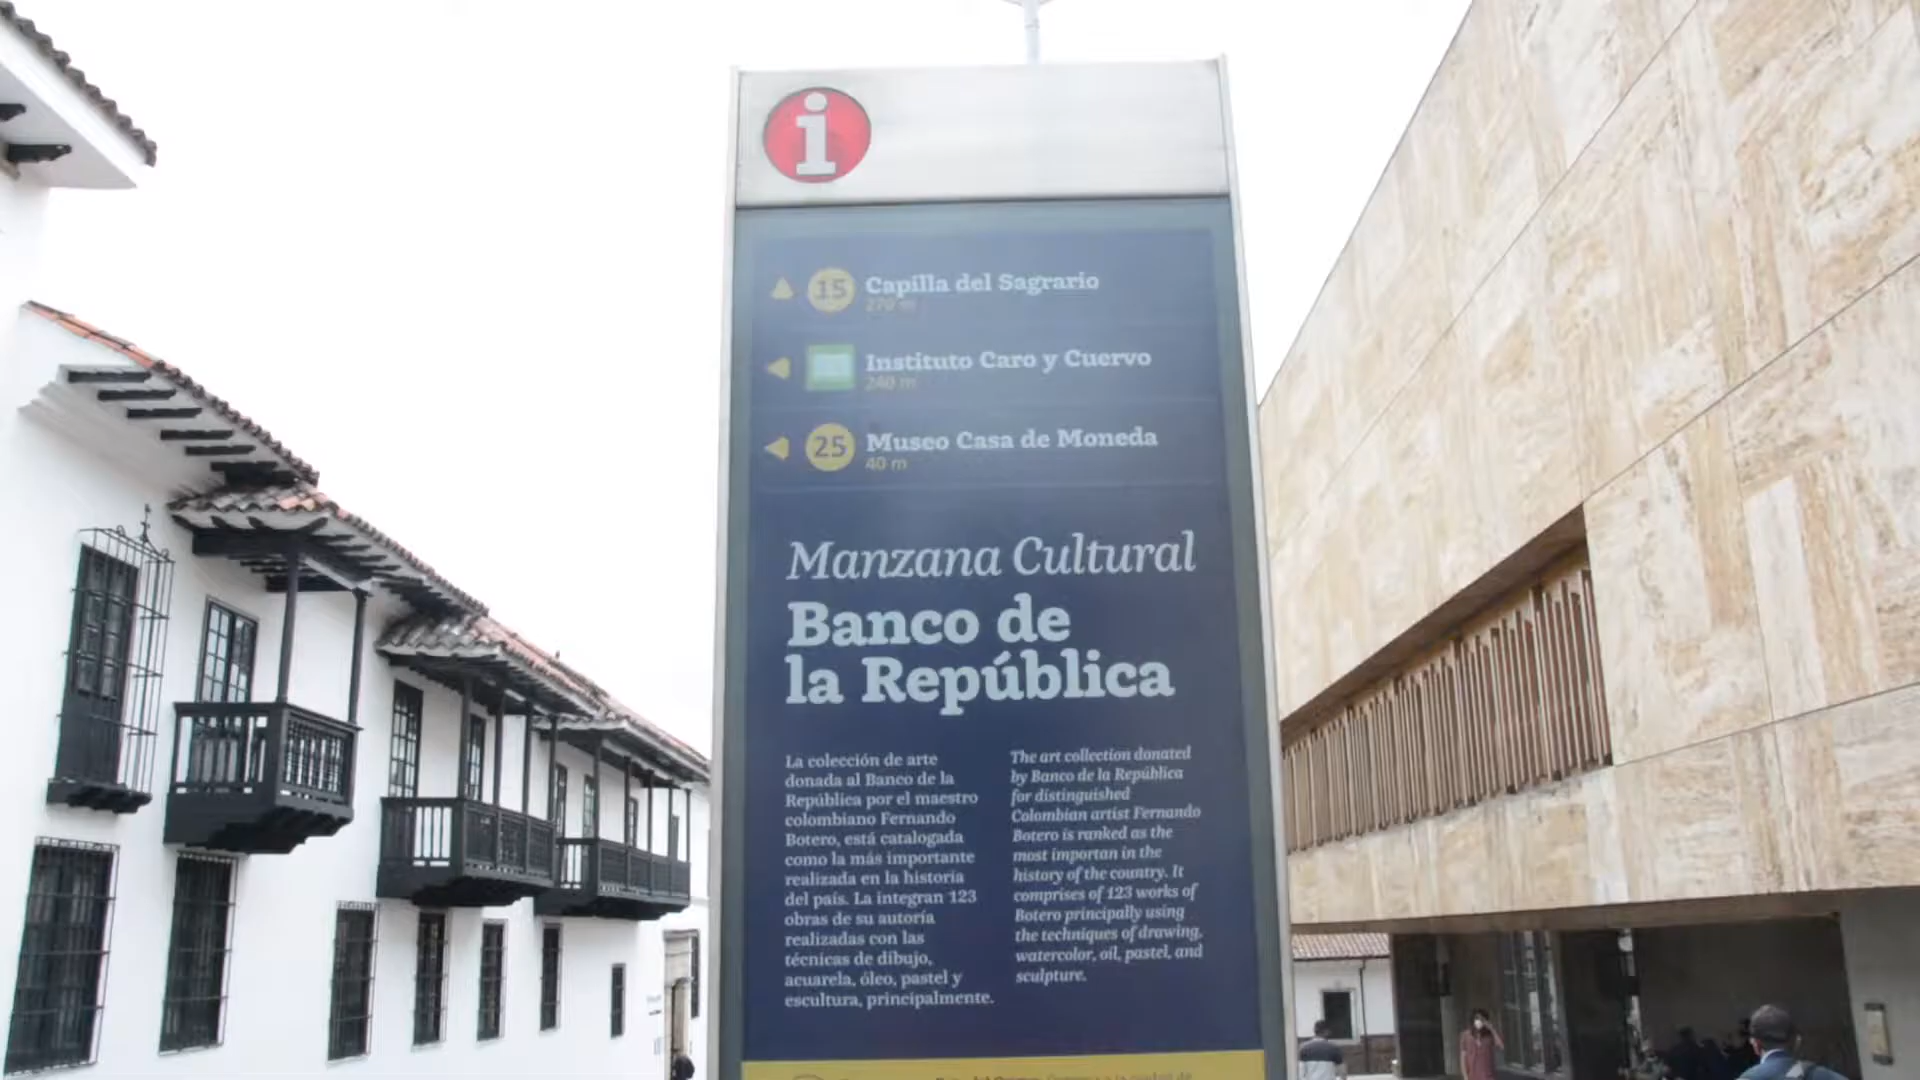 i
15 Capilla del Sagrario
270 m
Instituto Caro y Cuervo
240 m
25 Museo Casa de Moneda
40 m
Manzana Cultural
Banco de
la República
La colección de arte
donada al Banco de la
República por el maestro
colombiano Fernando
Botero, está catalogada
como la más importante
realizada en la historia
del país. La integran 123
obras de su autoría
realizadas con las
técnicas de dibujo,
acuarela, óleo, pastel y
escultura, principalmente.
The art collection donated
by Banco de la República
for distinguished
Colombian artist Fernando
Botero is ranked as the
most importan in the
history of the country. It
comprises of 123 works of
Botero principally using
the techniques of drawing,
watercolor, oil, pastel, and
sculpture.